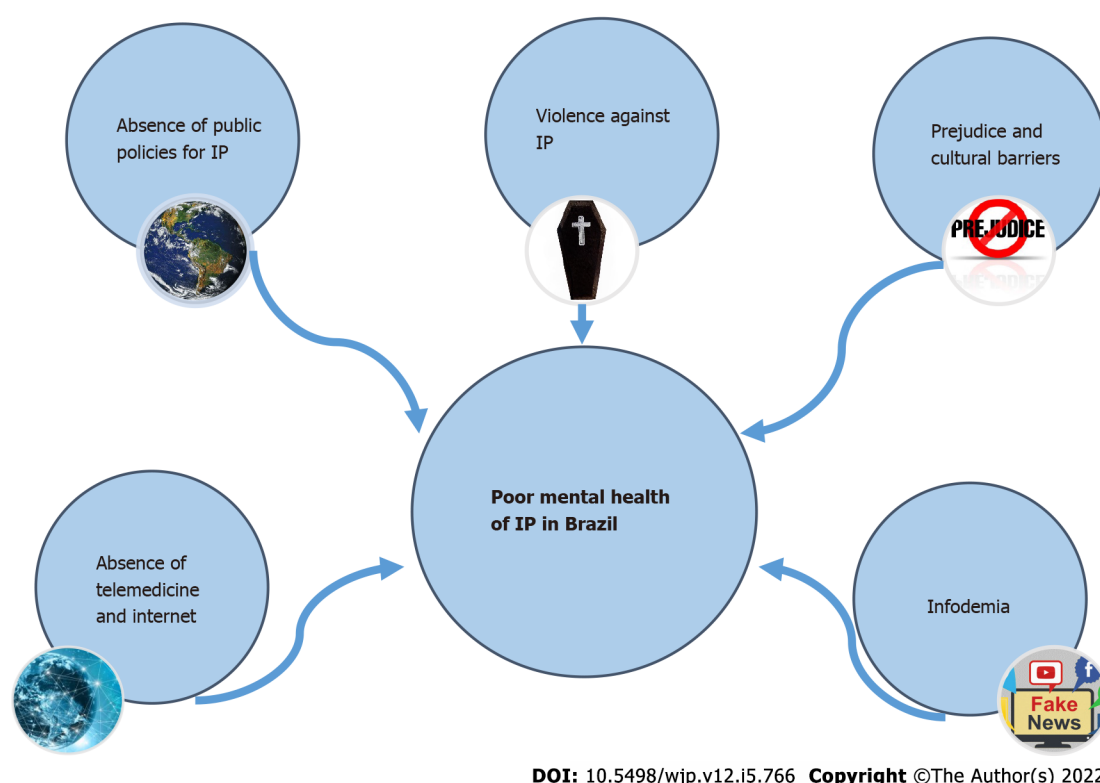 Absence of public
policies for IP
Violence against
IP
Prejudice and
cultural barriers
PREJUDICE
Poor mental health
of IP in Brazil
Absence of
telemedicine
and internet
Infodemia
f
Fake
News
DOI: 10.5498/wjp.v12.i5.766 Copyright ©The Author(s) 2022